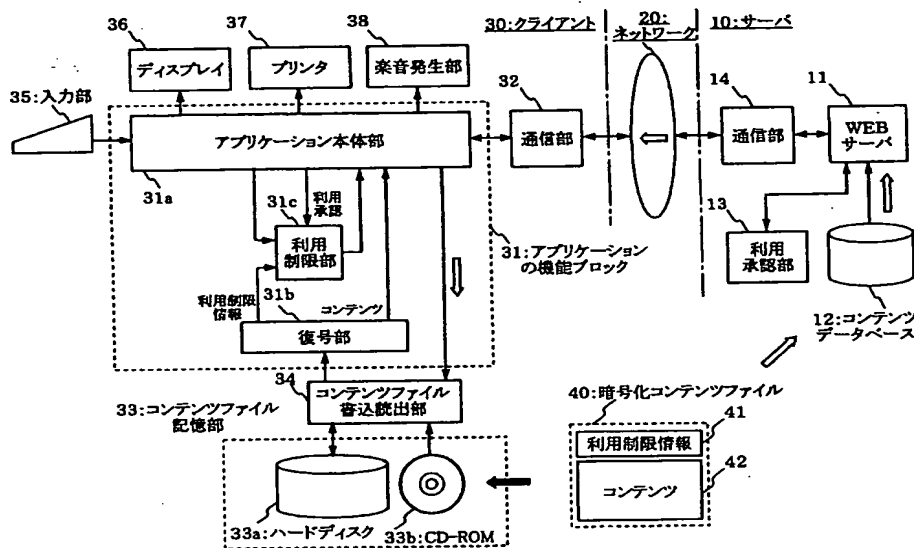 36
37
38
30:クライアント
20:
ネットワーク
10:サーバ
ディスプレイ
プリンタ
楽音発生部
35:入力部
32
14
11
アプリケーション本体部
通信部
通信部
WEB
サーバ
31a
31c
利用
承認
利用
制限部
13
利用
承認部
31:アプリケーション
の機能ブロック
利用制限
情報
31b
コンテンツ
復号部
12:コンテンツ
データベース
34
コンテンツファイル
書込読出部
33:コンテンツファイル
記憶部
40:暗号化コンテンツファイル
利用制限情報
41
コンテンツ
42
33a:ハードディスク
33b:CD-ROM